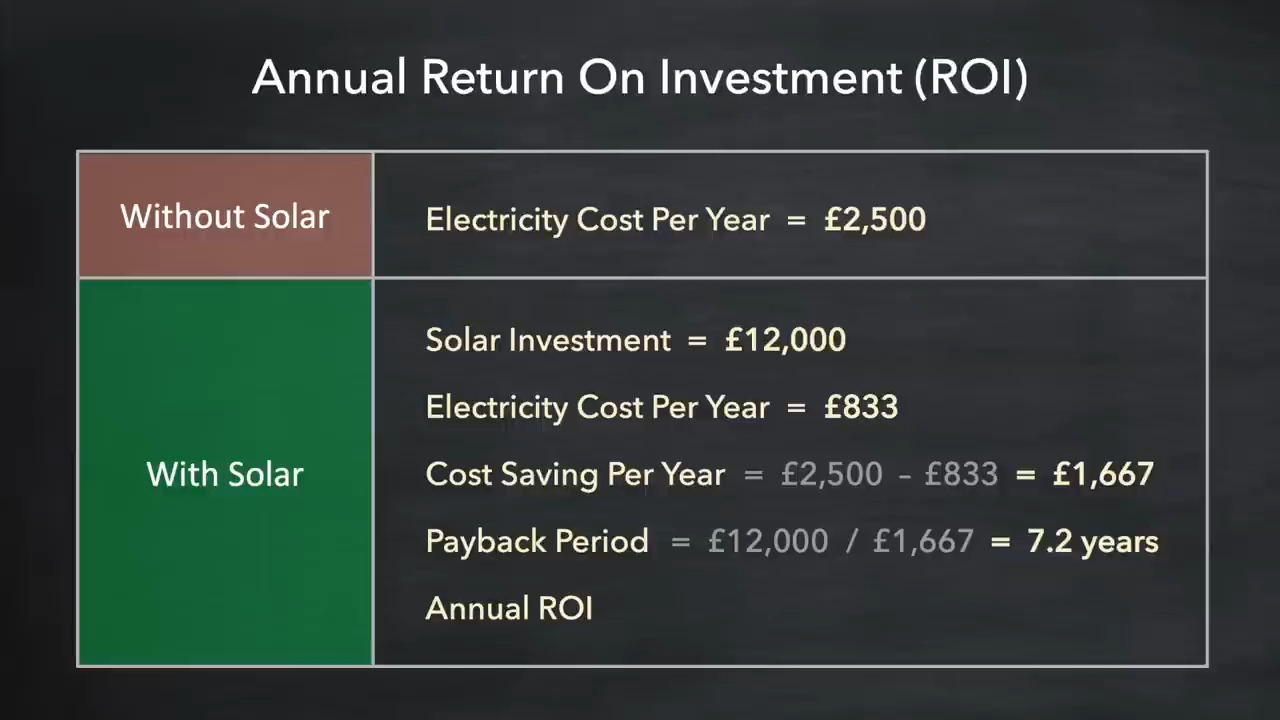 Annual Return On Investment (ROI)
Without Solar
Electricity Cost Per Year = £2,500
With Solar
Solar Investment = £12,000
Electricity Cost Per Year = £833
Cost Saving Per Year = £2,500 – £833 = £1,667
Payback Period = £12,000 / £1,667 = 7.2 years
Annual ROI